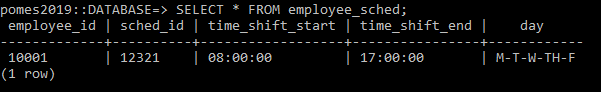 pomes2019::DATABASE=> SELECT * FROM employee_sched;
 employee_id | sched_id | time_shift_start | time_shift_end |    day
-------------+----------+------------------+----------------+------------
 10001       | 12321    | 08:00:00         | 17:00:00       | M-T-W-TH-F
(1 row)